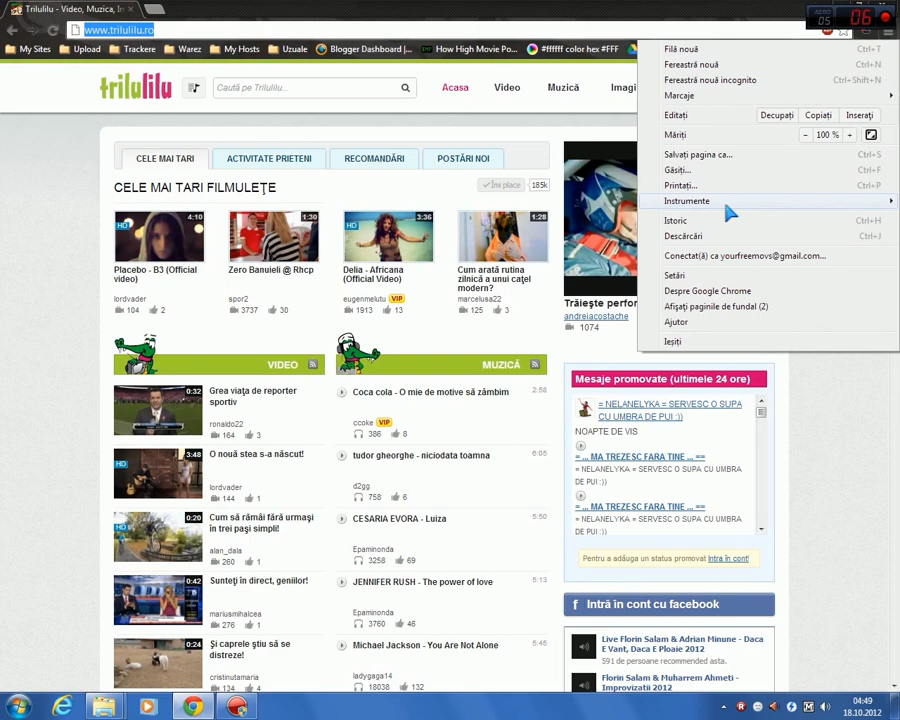 Trilulilu - Video, Muzica, In
AERO
05
06
www.trilulilu.ro
My Sites
Upload
Trackere
Warez
My Hosts
Uzuale
Blogger Dashboard |...
How High Movie Po...
#ffffff color hex #FFF
trilulilu
Caută pe Trilulilu...
Acasa
Video
Muzică
Imagi
Filă nouă Ctrl+T
Fereastră nouă Ctrl+N
Fereastră nouă incognito Ctrl+Shift+N
Marcaje
Editați Decupați Copiați Inserați
Măriți − 100 % +
Salvați pagina ca... Ctrl+S
Găsiți... Ctrl+F
Printați... Ctrl+P
Instrumente
Istoric Ctrl+H
Descărcări Ctrl+J
Conectat(ă) ca yourfreemovs@gmail.com...
Setări
Despre Google Chrome
Afișați paginile de fundal (2)
Ajutor
Ieșiți
CELE MAI TARI
ACTIVITATE PRIETENI
RECOMANDĂRI
POSTĂRI NOI
CELE MAI TARI FILMULEȚE
Îmi place 185k
4:10
Placebo - B3 (Official
video)
lordvader
104 2
1:30
Zero Banuieli @ Rhcp
spor2
3737 30
HD 3:36
Delia - Africana
(Official Video)
eugenmelutu VIP
1913 13
1:28
Cum arată rutina
zilnică a unui cațel
modern?
marcelusa22
125 3
Trăiește perfor
andreiacostache
1074
VIDEO
0:32
Grea viața de reporter
sportiv
ronaldo22
164 3
HD 3:48
O nouă stea s-a născut!
lordvader
144 1
HD 0:20
Cum să rămâi fără urmași
în trei pași simpli!
alan_dala
260 1
0:42
Sunteți în direct, geniilor!
mariusmihalcea
276 1
0:24
Și caprele știu să se
distreze!
cristinutamaria
134 4
MUZICĂ
Coca cola - O mie de motive să zâmbim 2:58
ccoke VIP
386 8
tudor gheorghe - niciodata toamna 6:05
d2gg
758 6
CESARIA EVORA - Luiza 5:50
Epaminonda
3258 69
JENNIFER RUSH - The power of love 5:13
Epaminonda
3760 46
Michael Jackson - You Are Not Alone 5:45
ladygaga14
18038 132
Mesaje promovate (ultimele 24 ore)
= NELANELYKA = SERVESC O SUPA
CU UMBRA DE PUI :))
NOAPTE DE VIS
= ... MA TREZESC FARA TINE ... ==
= NELANELYKA = SERVESC O SUPA CU UMBRA
DE PUI :))
= ... MA TREZESC FARA TINE ... ==
= NELANELYKA = SERVESC O SUPA CU UMBRA
DE PUI :))
Pentru a adăuga un status promovat intra în cont!
f Intră în cont cu facebook
Live Florin Salam & Adrian Minune - Daca
E Vant, Daca E Ploaie 2012
591 de persoane recommended asta.
Florin Salam & Muharrem Ahmeti -
Improvizatii 2012
04:49
18.10.2012